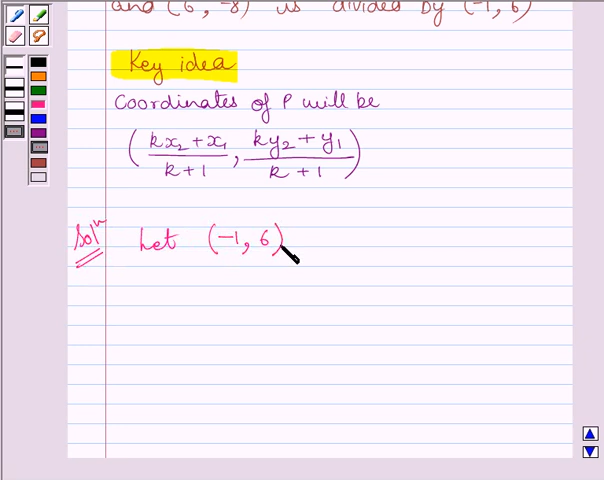 and (6, -8) is divided by (-1, 6)
Key idea
Coordinates of P will be
( (kx₂ + x₁)/(k+1) , (ky₂ + y₁)/(k+1) )
Solⁿ Let (-1, 6)